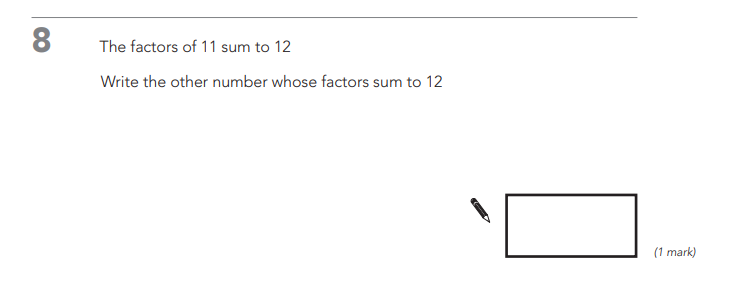 8
The factors of 11 sum to 12
Write the other number whose factors sum to 12
(1 mark)